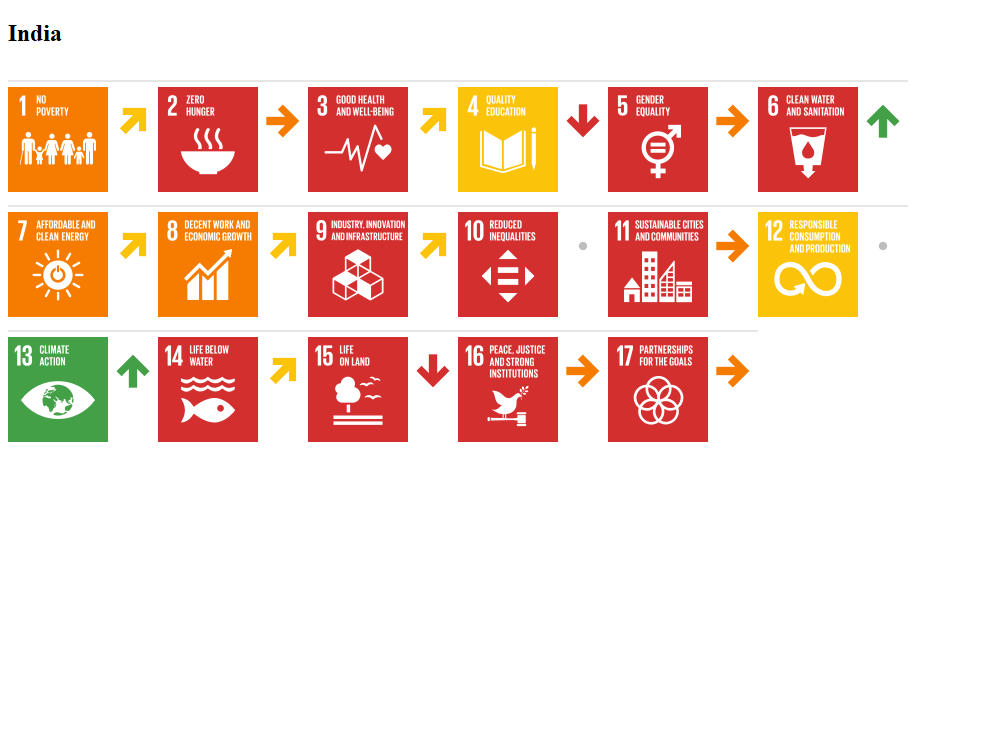 India
1 NO
POVERTY
2 ZERO
HUNGER
3 GOOD HEALTH
AND WELL-BEING
4 QUALITY
EDUCATION
5 GENDER
EQUALITY
6 CLEAN WATER
AND SANITATION
7 AFFORDABLE AND
CLEAN ENERGY
8 DECENT WORK AND
ECONOMIC GROWTH
9 INDUSTRY, INNOVATION
AND INFRASTRUCTURE
10 REDUCED
INEQUALITIES
11 SUSTAINABLE CITIES
AND COMMUNITIES
12 RESPONSIBLE
CONSUMPTION
AND PRODUCTION
13 CLIMATE
ACTION
14 LIFE BELOW
WATER
15 LIFE
ON LAND
16 PEACE, JUSTICE
AND STRONG
INSTITUTIONS
17 PARTNERSHIPS
FOR THE GOALS